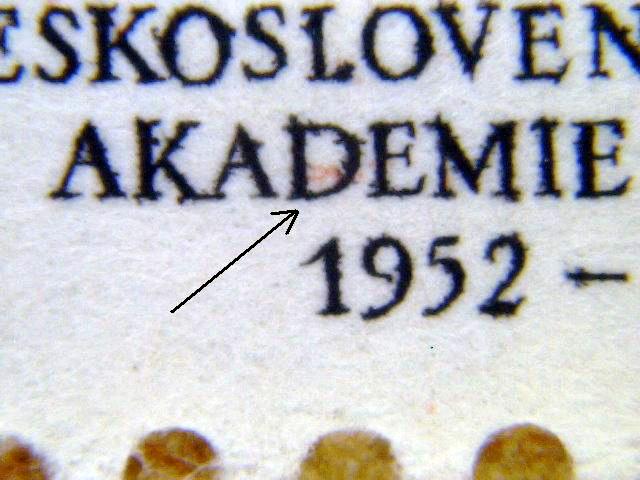 ESKOSLOVEN
AKADEMIE
1952 –